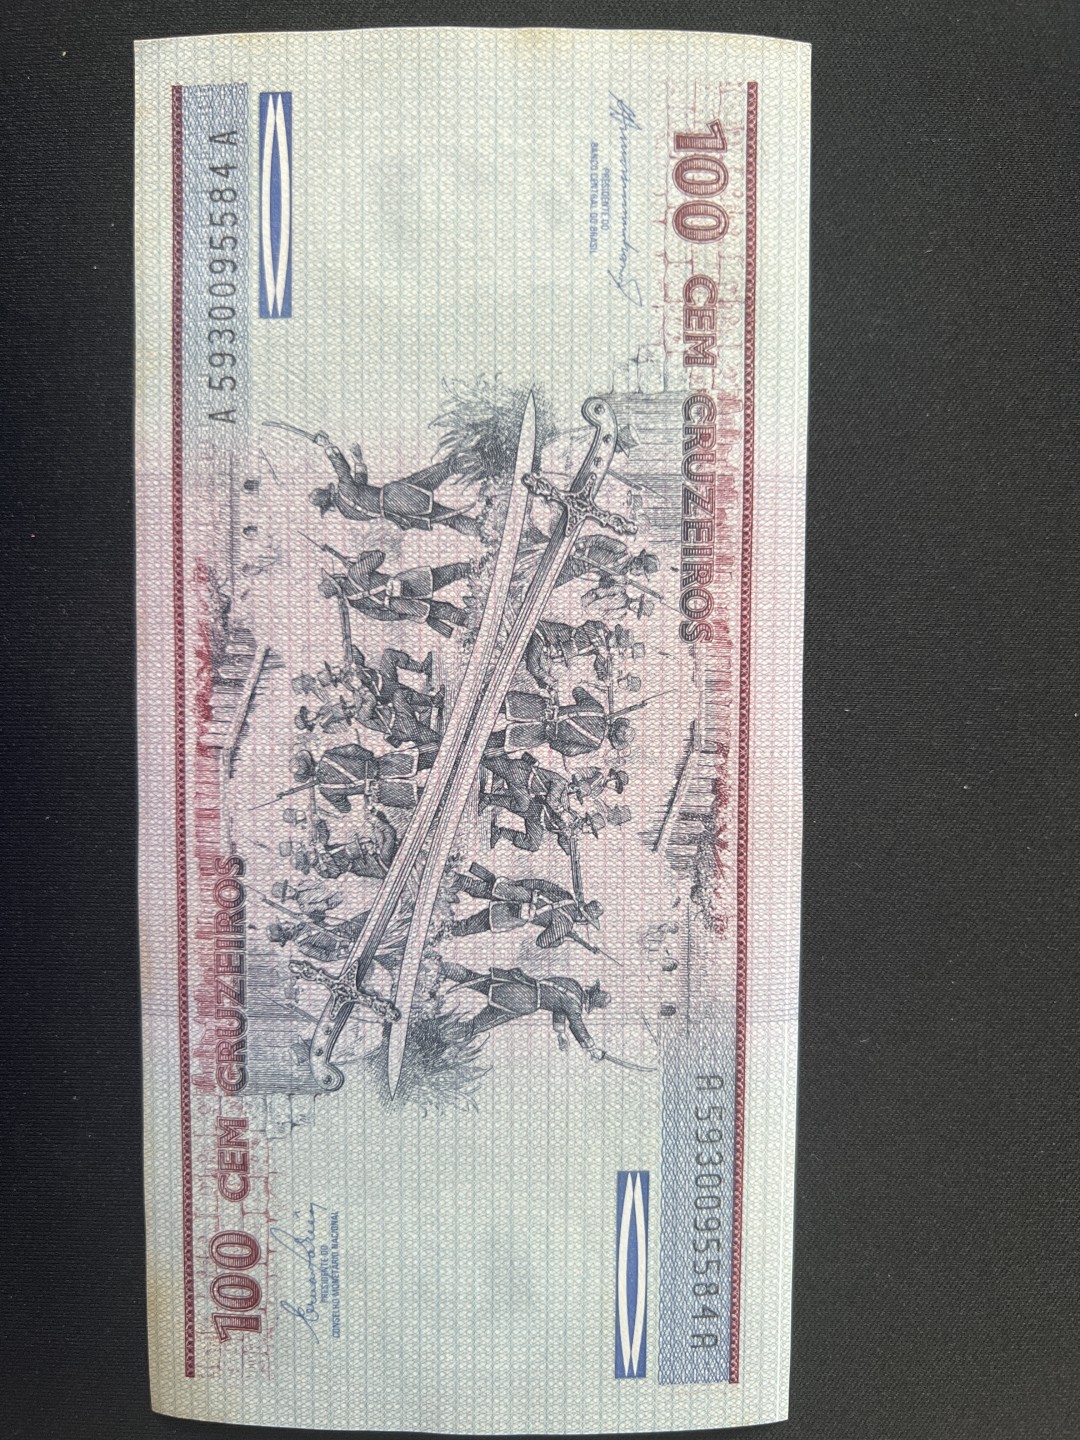 100 CEM CRUZEIROS
A 5930095584 A
PRESIDENTE DO
BANCO CENTRAL DO BRASIL
100 CEM CRUZEIROS
A 5930095584 A
PRESIDENTE DO
CONSELHO MONETÁRIO NACIONAL